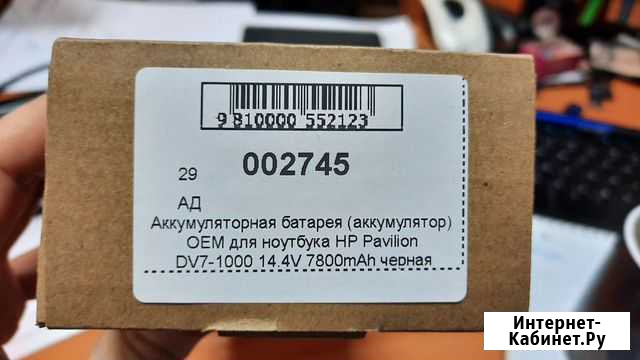 9 810000 552123
29
002745
АД
Аккумуляторная батарея (аккумулятор)
OEM для ноутбука HP Pavilion
DV7-1000 14.4V 7800mAh черная
Интернет-
Кабинет.Ру